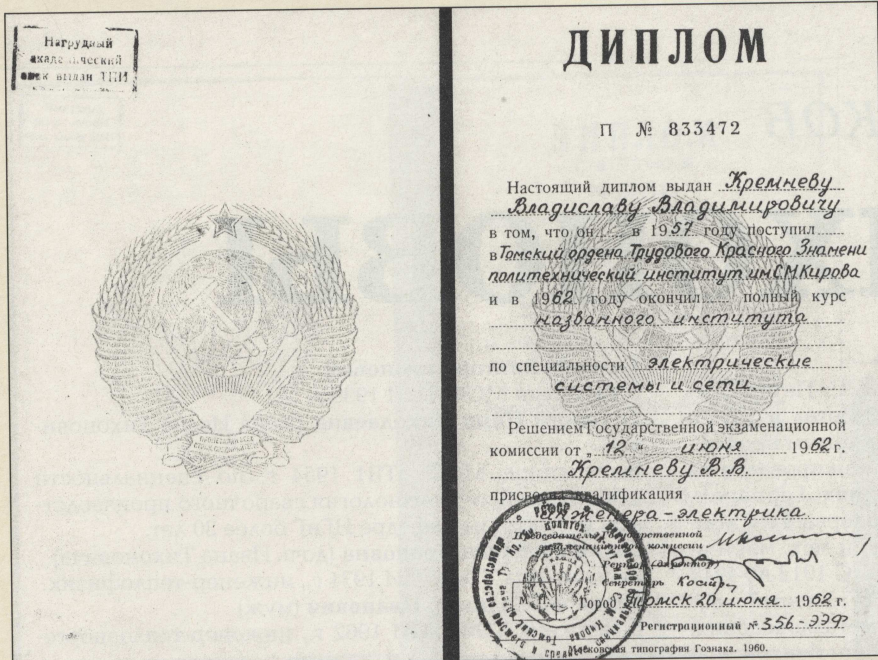 Нагрудный
академический
знак выдан ТПИ
ДИПЛОМ
П № 833472
Настоящий диплом выдан Кремневу
Владиславу Владимировичу
в том, что он в 1957 году поступил
в Томский ордена Трудового Красного Знамени
политехнический институт им С М Кирова
и в 1962 году окончил полный курс
названного института
по специальности электрические
системы и сети.
Решением Государственной экзаменационной
комиссии от „12“ июня 1962 г.
Кремневу В.В.
присвоена квалификация
инженера-электрика
Председатель Государственной
экзаменационной комиссии
Ректор (директор)
Секретарь
Город Томск 20 июня 1962 г.
Регистрационный № 356-ЭЭФ
Московская типография Гознака. 1960.